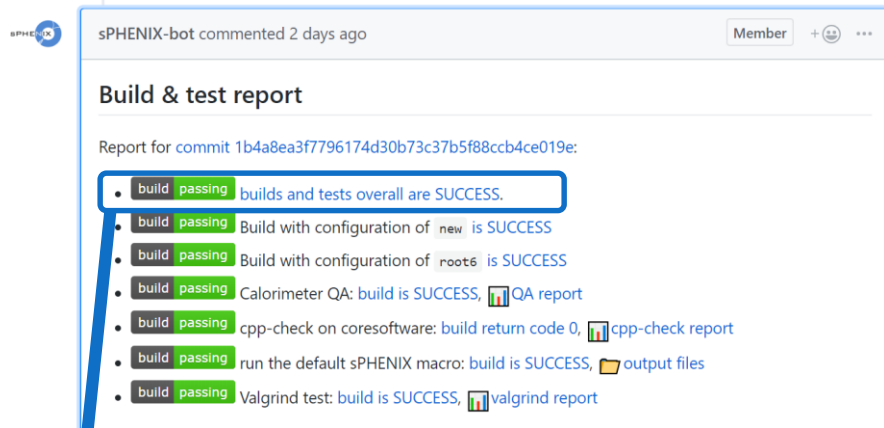 sPHENIX
sPHENIX-bot commented 2 days ago
Member
Build & test report
Report for commit 1b4a8ea3f7796174d30b73c37b5f88ccb4ce019e:
build passing builds and tests overall are SUCCESS.
build passing Build with configuration of new is SUCCESS
build passing Build with configuration of root6 is SUCCESS
build passing Calorimeter QA: build is SUCCESS, QA report
build passing cpp-check on coresoftware: build return code 0, cpp-check report
build passing run the default sPHENIX macro: build is SUCCESS, output files
build passing Valgrind test: build is SUCCESS, valgrind report